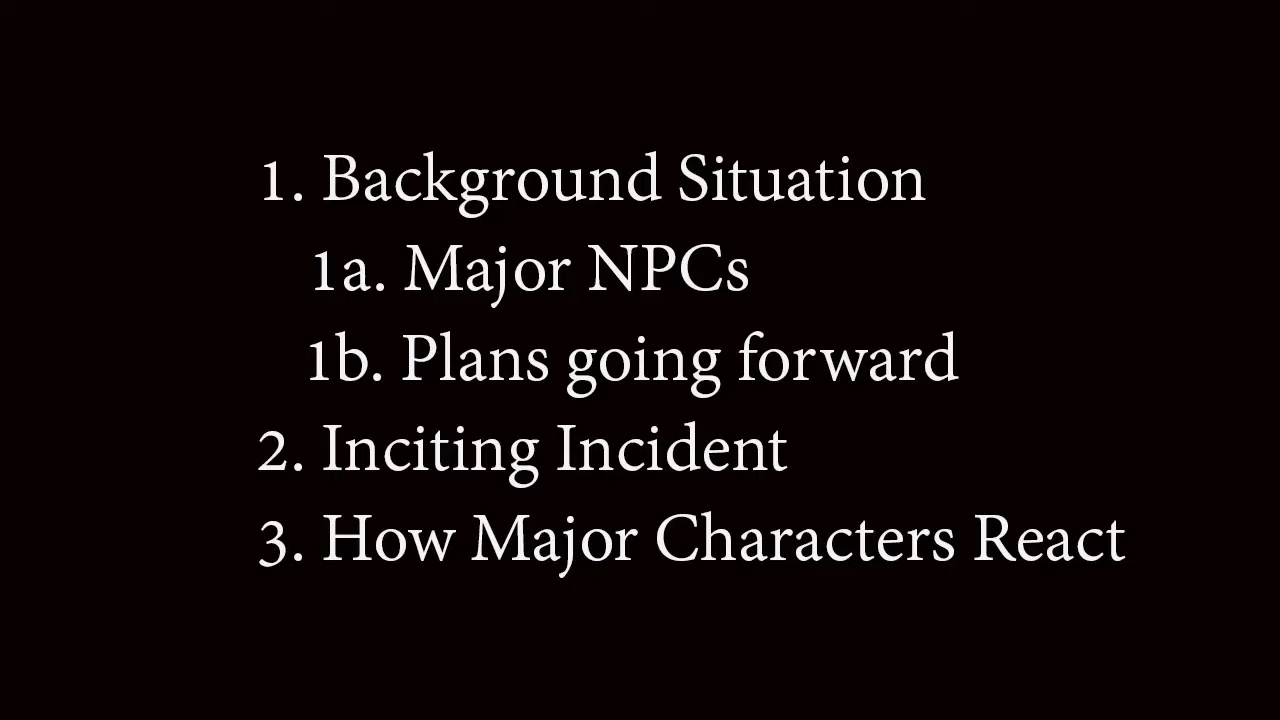 1. Background Situation
1a. Major NPCs
1b. Plans going forward
2. Inciting Incident
3. How Major Characters React